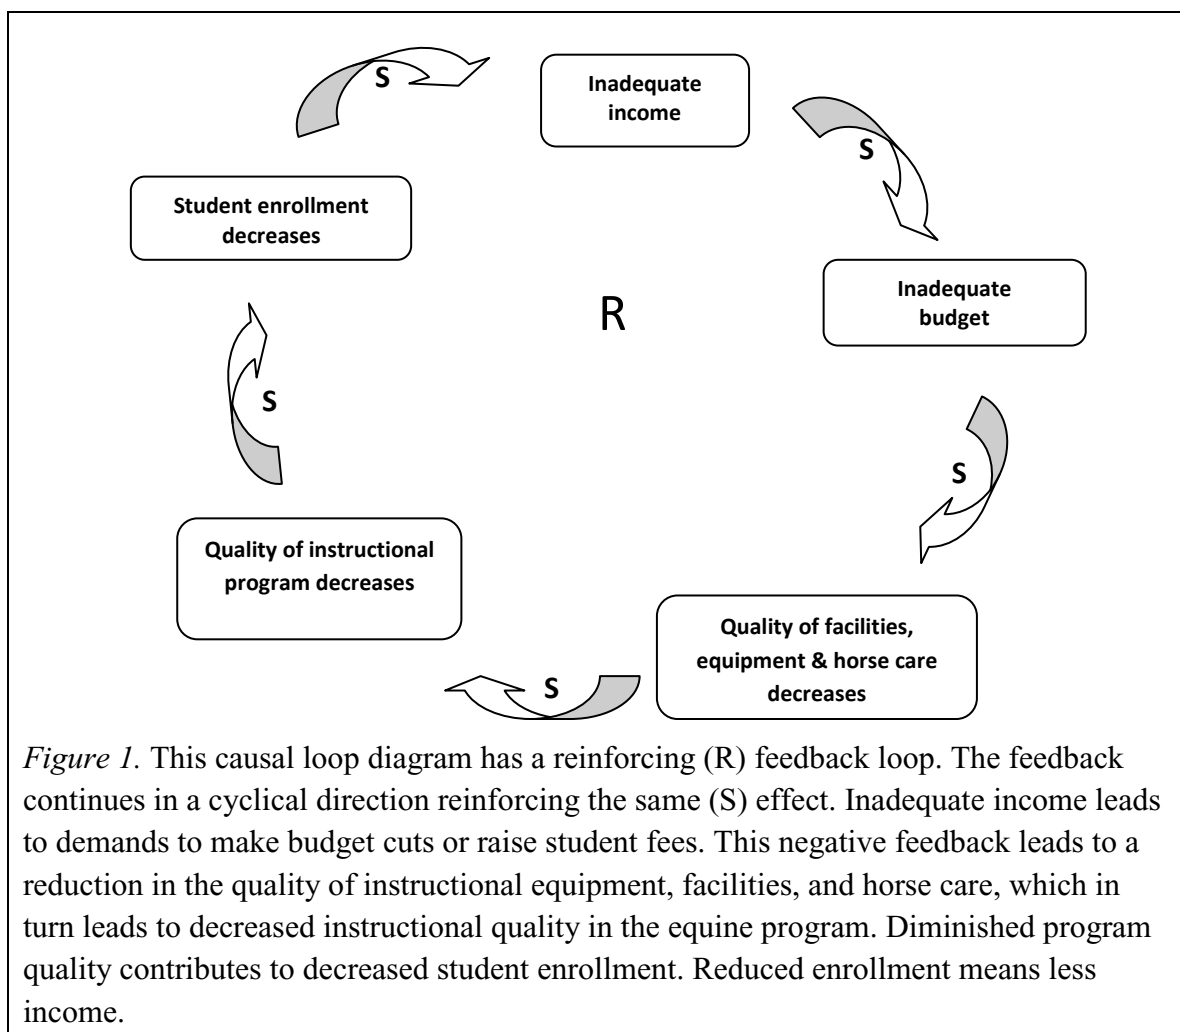 S
Inadequate
income
S
Student enrollment
decreases
Inadequate
budget
R
S
S
Quality of instructional
program decreases
Quality of facilities,
equipment & horse care
decreases
S
Figure 1. This causal loop diagram has a reinforcing (R) feedback loop. The feedback
continues in a cyclical direction reinforcing the same (S) effect. Inadequate income leads
to demands to make budget cuts or raise student fees. This negative feedback leads to a
reduction in the quality of instructional equipment, facilities, and horse care, which in
turn leads to decreased instructional quality in the equine program. Diminished program
quality contributes to decreased student enrollment. Reduced enrollment means less
income.